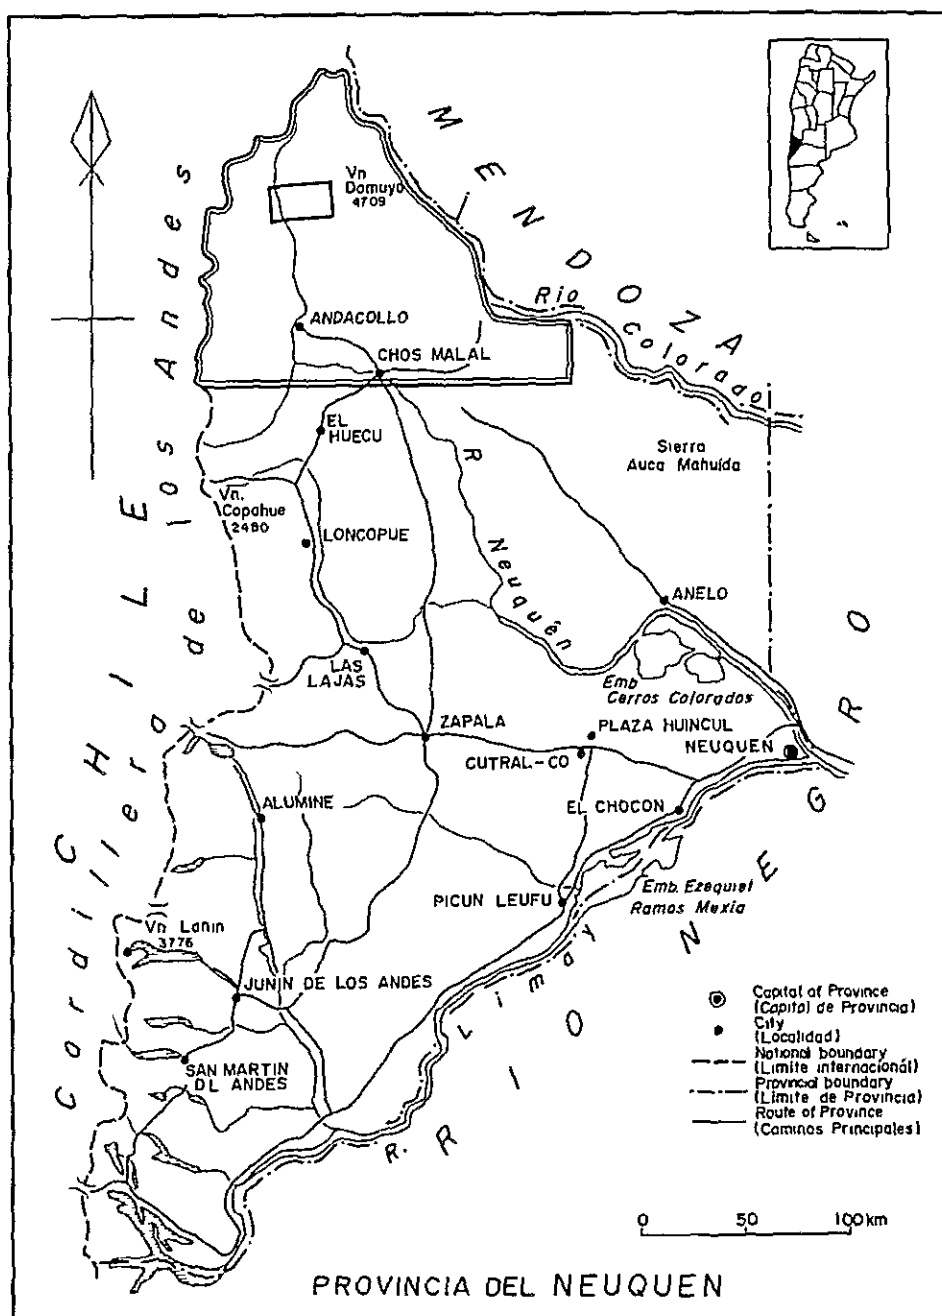 MENDOZA
Vn
Domuyo
4709
Cordillera de los Andes
CHILE
Rio Colorado
ANDACOLLO
CHOS MALAL
EL
HUECU
R Neuquén
Sierra
Auca Mahuida
Vn.
Copahue
2480
LONCOPUE
ANELO
LAS
LAJAS
Emb
Cerros Colorados
ZAPALA
PLAZA HUINCUL
NEUQUEN
CUTRAL-CO
ALUMINE
EL CHOCON
PICUN LEUFU
Emb. Ezequiel
Ramos Mexia
Vn Lanin
3776
JUNIN DE LOS ANDES
R. Limay
RIO NEGRO
SAN MARTIN
DL ANDES
Capital of Province
(Capital de Provincia)
City
(Localidad)
National boundary
(Limite internacionál)
Provincial boundary
(Limite de Provincia)
Route of Province
(Caminos Principales)
0 50 100 km
PROVINCIA DEL NEUQUEN